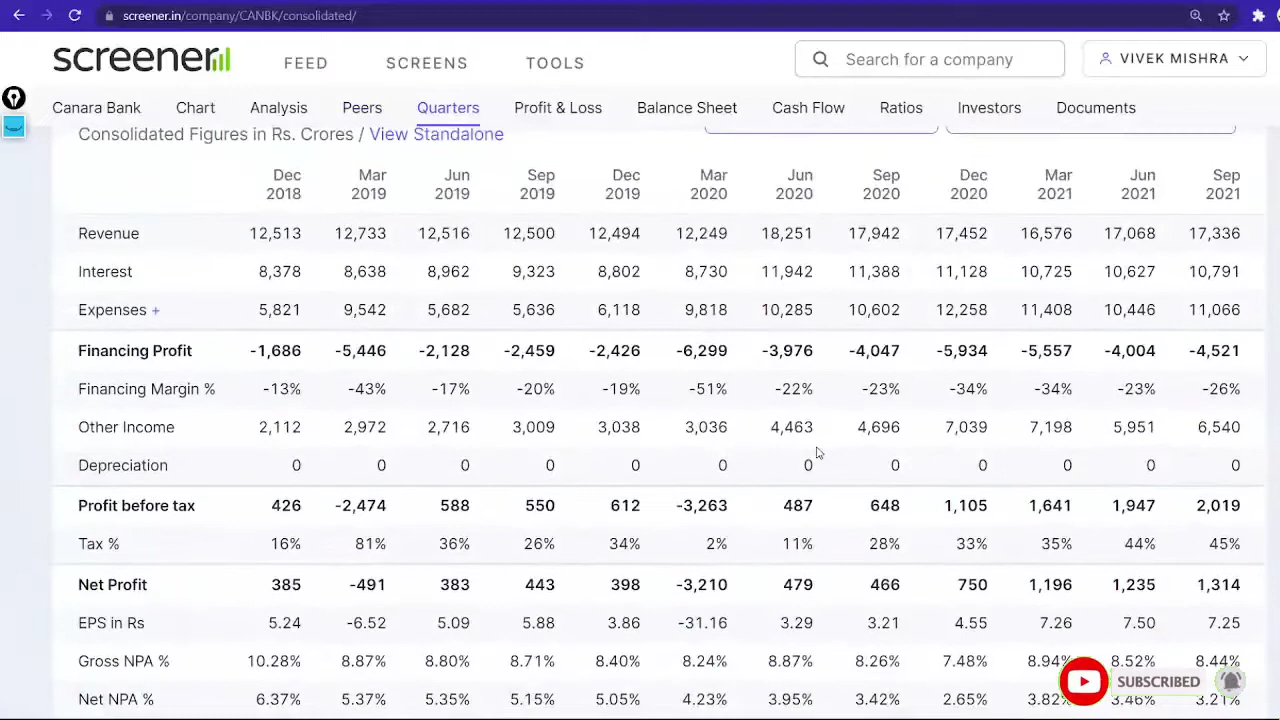 screener.in/company/CANBK/consolidated/
screener
FEED SCREENS TOOLS Search for a company VIVEK MISHRA
Canara Bank Chart Analysis Peers Quarters Profit & Loss Balance Sheet Cash Flow Ratios Investors Documents
Consolidated Figures in Rs. Crores / View Standalone
Dec Mar Jun Sep Dec Mar Jun Sep Dec Mar Jun Sep
2018 2019 2019 2019 2019 2020 2020 2020 2020 2021 2021 2021
Revenue 12,513 12,733 12,516 12,500 12,494 12,249 18,251 17,942 17,452 16,576 17,068 17,336
Interest 8,378 8,638 8,962 9,323 8,802 8,730 11,942 11,388 11,128 10,725 10,627 10,791
Expenses + 5,821 9,542 5,682 5,636 6,118 9,818 10,285 10,602 12,258 11,408 10,446 11,066
Financing Profit -1,686 -5,446 -2,128 -2,459 -2,426 -6,299 -3,976 -4,047 -5,934 -5,557 -4,004 -4,521
Financing Margin % -13% -43% -17% -20% -19% -51% -22% -23% -34% -34% -23% -26%
Other Income 2,112 2,972 2,716 3,009 3,038 3,036 4,463 4,696 7,039 7,198 5,951 6,540
Depreciation 0 0 0 0 0 0 0 0 0 0 0 0
Profit before tax 426 -2,474 588 550 612 -3,263 487 648 1,105 1,641 1,947 2,019
Tax % 16% 81% 36% 26% 34% 2% 11% 28% 33% 35% 44% 45%
Net Profit 385 -491 383 443 398 -3,210 479 466 750 1,196 1,235 1,314
EPS in Rs 5.24 -6.52 5.09 5.88 3.86 -31.16 3.29 3.21 4.55 7.26 7.50 7.25
Gross NPA % 10.28% 8.87% 8.80% 8.71% 8.40% 8.24% 8.87% 8.26% 7.48% 8.94% 8.52% 8.44%
SUBSCRIBED
Net NPA % 6.37% 5.37% 5.35% 5.15% 5.05% 4.23% 3.95% 3.42% 2.65% 3.82% 3.46% 3.21%